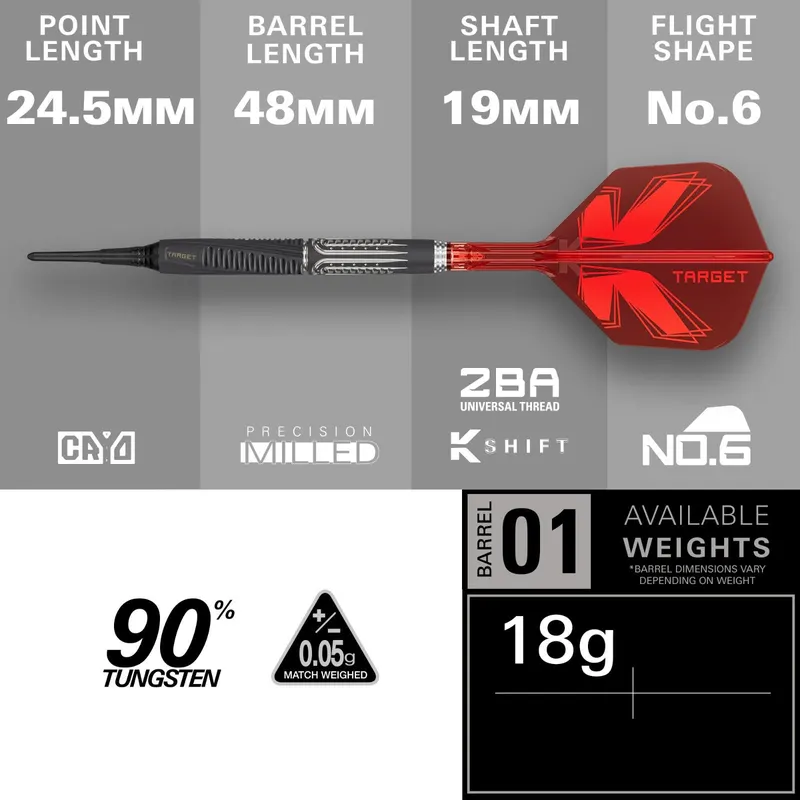 POINT
LENGTH
24.5MM
BARREL
LENGTH
48MM
SHAFT
LENGTH
19MM
FLIGHT
SHAPE
No.6
TARGET
TARGET
CAYD
PRECISION
MILLED
2BA
UNIVERSAL THREAD
K SHIFT
NO.6
90%
TUNGSTEN
+/-
0.05g
MATCH WEIGHED
BARREL
01
AVAILABLE
WEIGHTS
*BARREL DIMENSIONS VARY
DEPENDING ON WEIGHT
18g